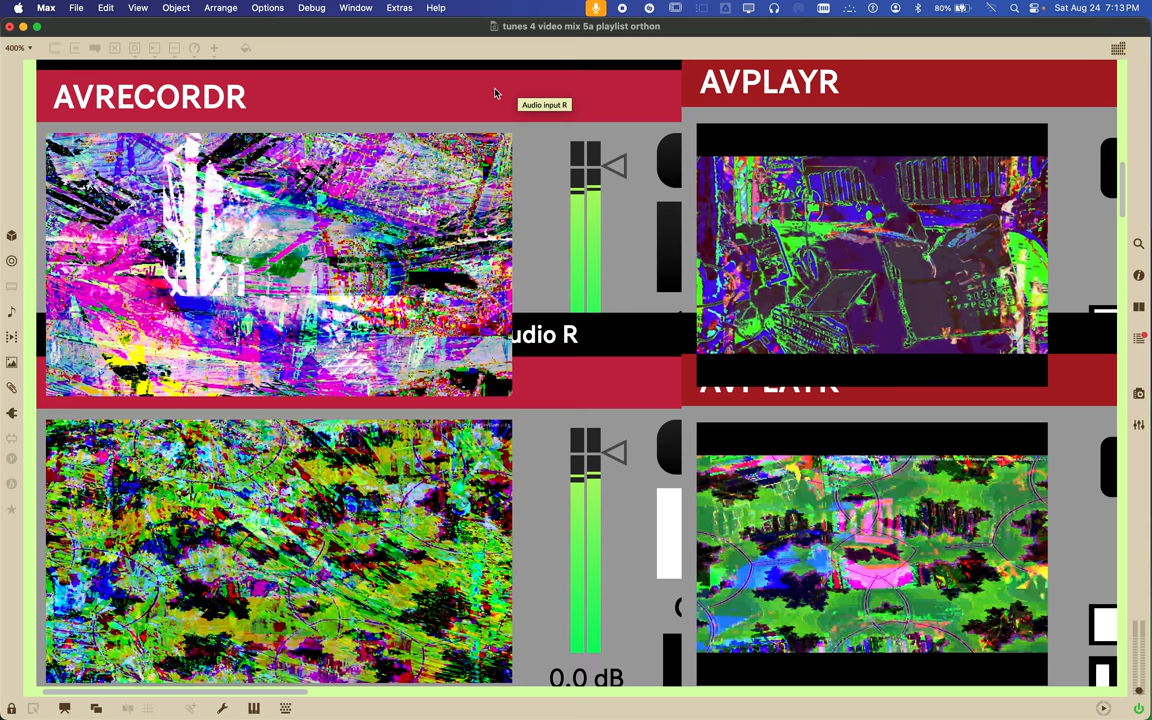 Max File Edit View Object Arrange Options Debug Window Extras Help 80% Sat Aug 24 7:13 PM
tunes 4 video mix 5a playlist orthon
400%
AVRECORDR
AVPLAYR
Audio input R
udio R
AVPLAYR
0.0 dB